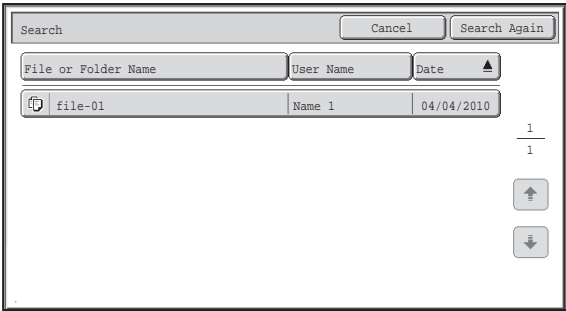 Search Cancel Search Again
File or Folder Name User Name Date ▲
file-01 Name 1 04/04/2010
1
1